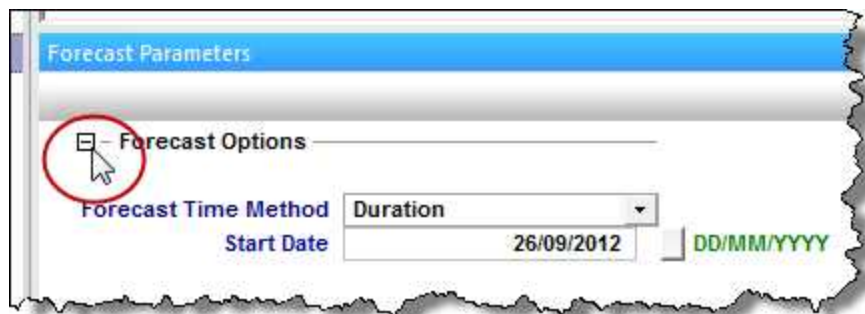 Forecast Parameters
Forecast Options
Forecast Time Method Duration
Start Date 26/09/2012 DD/MM/YYYY